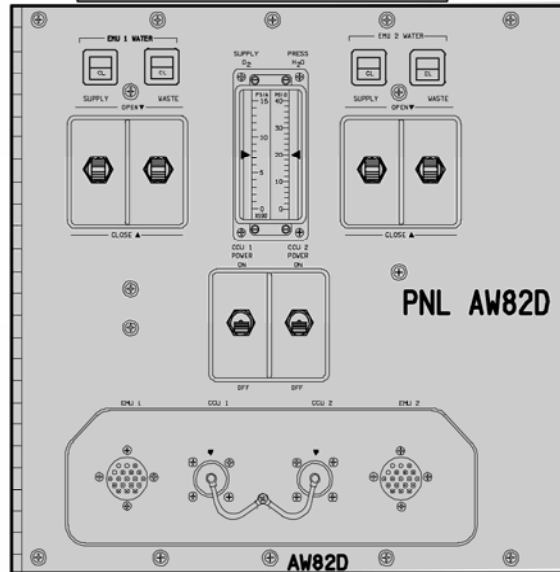 EMU 1 WATER
CL
CL
SUPPLY
WASTE
OPEN▼
CLOSE ▲
SUPPLY
O2
PRESS
H2O
PSIA
PSID
15
10
5
0
X100
40
30
20
10
0
EMU 2 WATER
CL
CL
SUPPLY
WASTE
OPEN▼
CLOSE ▲
CCU 1
POWER
ON
CCU 2
POWER
ON
OFF
OFF
PNL AW82D
EMU 1
CCU 1
CCU 2
EMU 2
AW82D